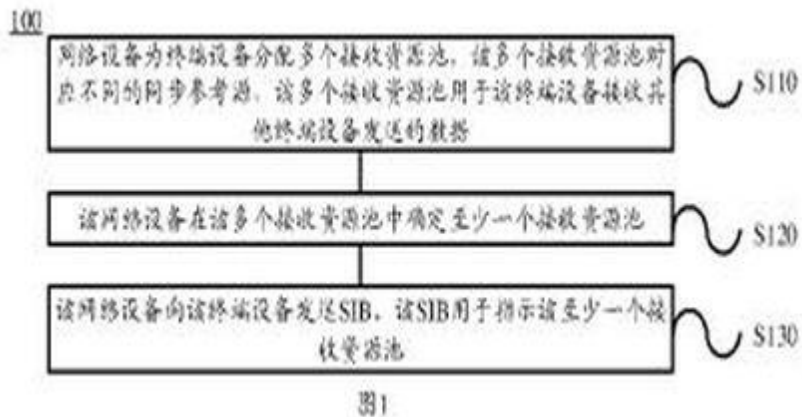 100
网络设备为终端设备分配多个接收资源池，该多个接收资源池对
应不同的同步参考源，该多个接收资源池用于该终端设备接收其
他终端设备发送的数据
S110
该网络设备在该多个接收资源池中确定至少一个接收资源池
S120
该网络设备向该终端设备发送SIB，该SIB用于指示该至少一个接
收资源池
S130
图1